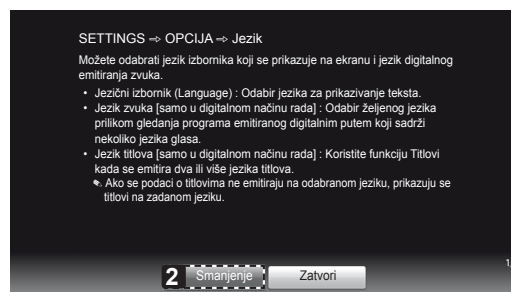 SETTINGS ⇨ OPCIJA ⇨ Jezik
Možete odabrati jezik izbornika koji se prikazuje na ekranu i jezik digitalnog
emitiranja zvuka.
• Jezični izbornik (Language) : Odabir jezika za prikazivanje teksta.
• Jezik zvuka [samo u digitalnom načinu rada] : Odabir željenog jezika
prilikom gledanja programa emitiranog digitalnim putem koji sadrži
nekoliko jezika glasa.
• Jezik titlova [samo u digitalnom načinu rada] : Koristite funkciju Titlovi
kada se emitira dva ili više jezika titlova.
✎ Ako se podaci o titlovima ne emitiraju na odabranom jeziku, prikazuju se
titlovi na zadanom jeziku.
2 Smanjenje Zatvori